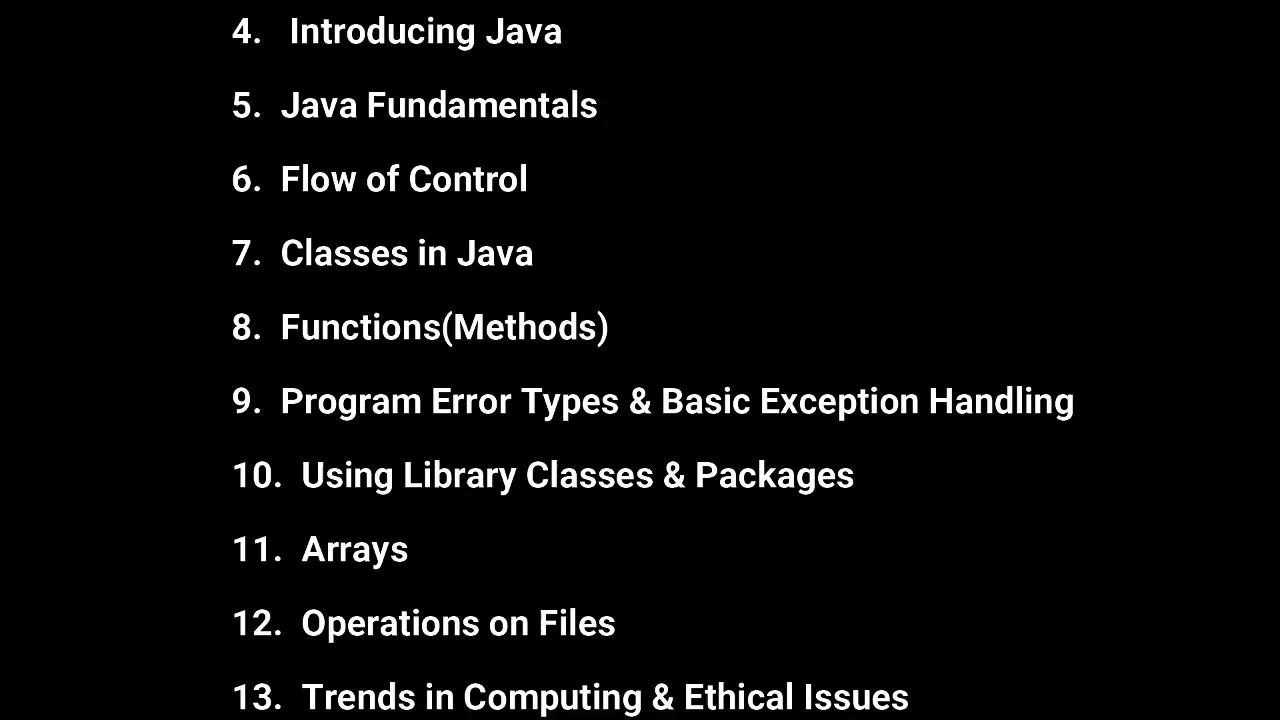 4. Introducing Java
5. Java Fundamentals
6. Flow of Control
7. Classes in Java
8. Functions(Methods)
9. Program Error Types & Basic Exception Handling
10. Using Library Classes & Packages
11. Arrays
12. Operations on Files
13. Trends in Computing & Ethical Issues